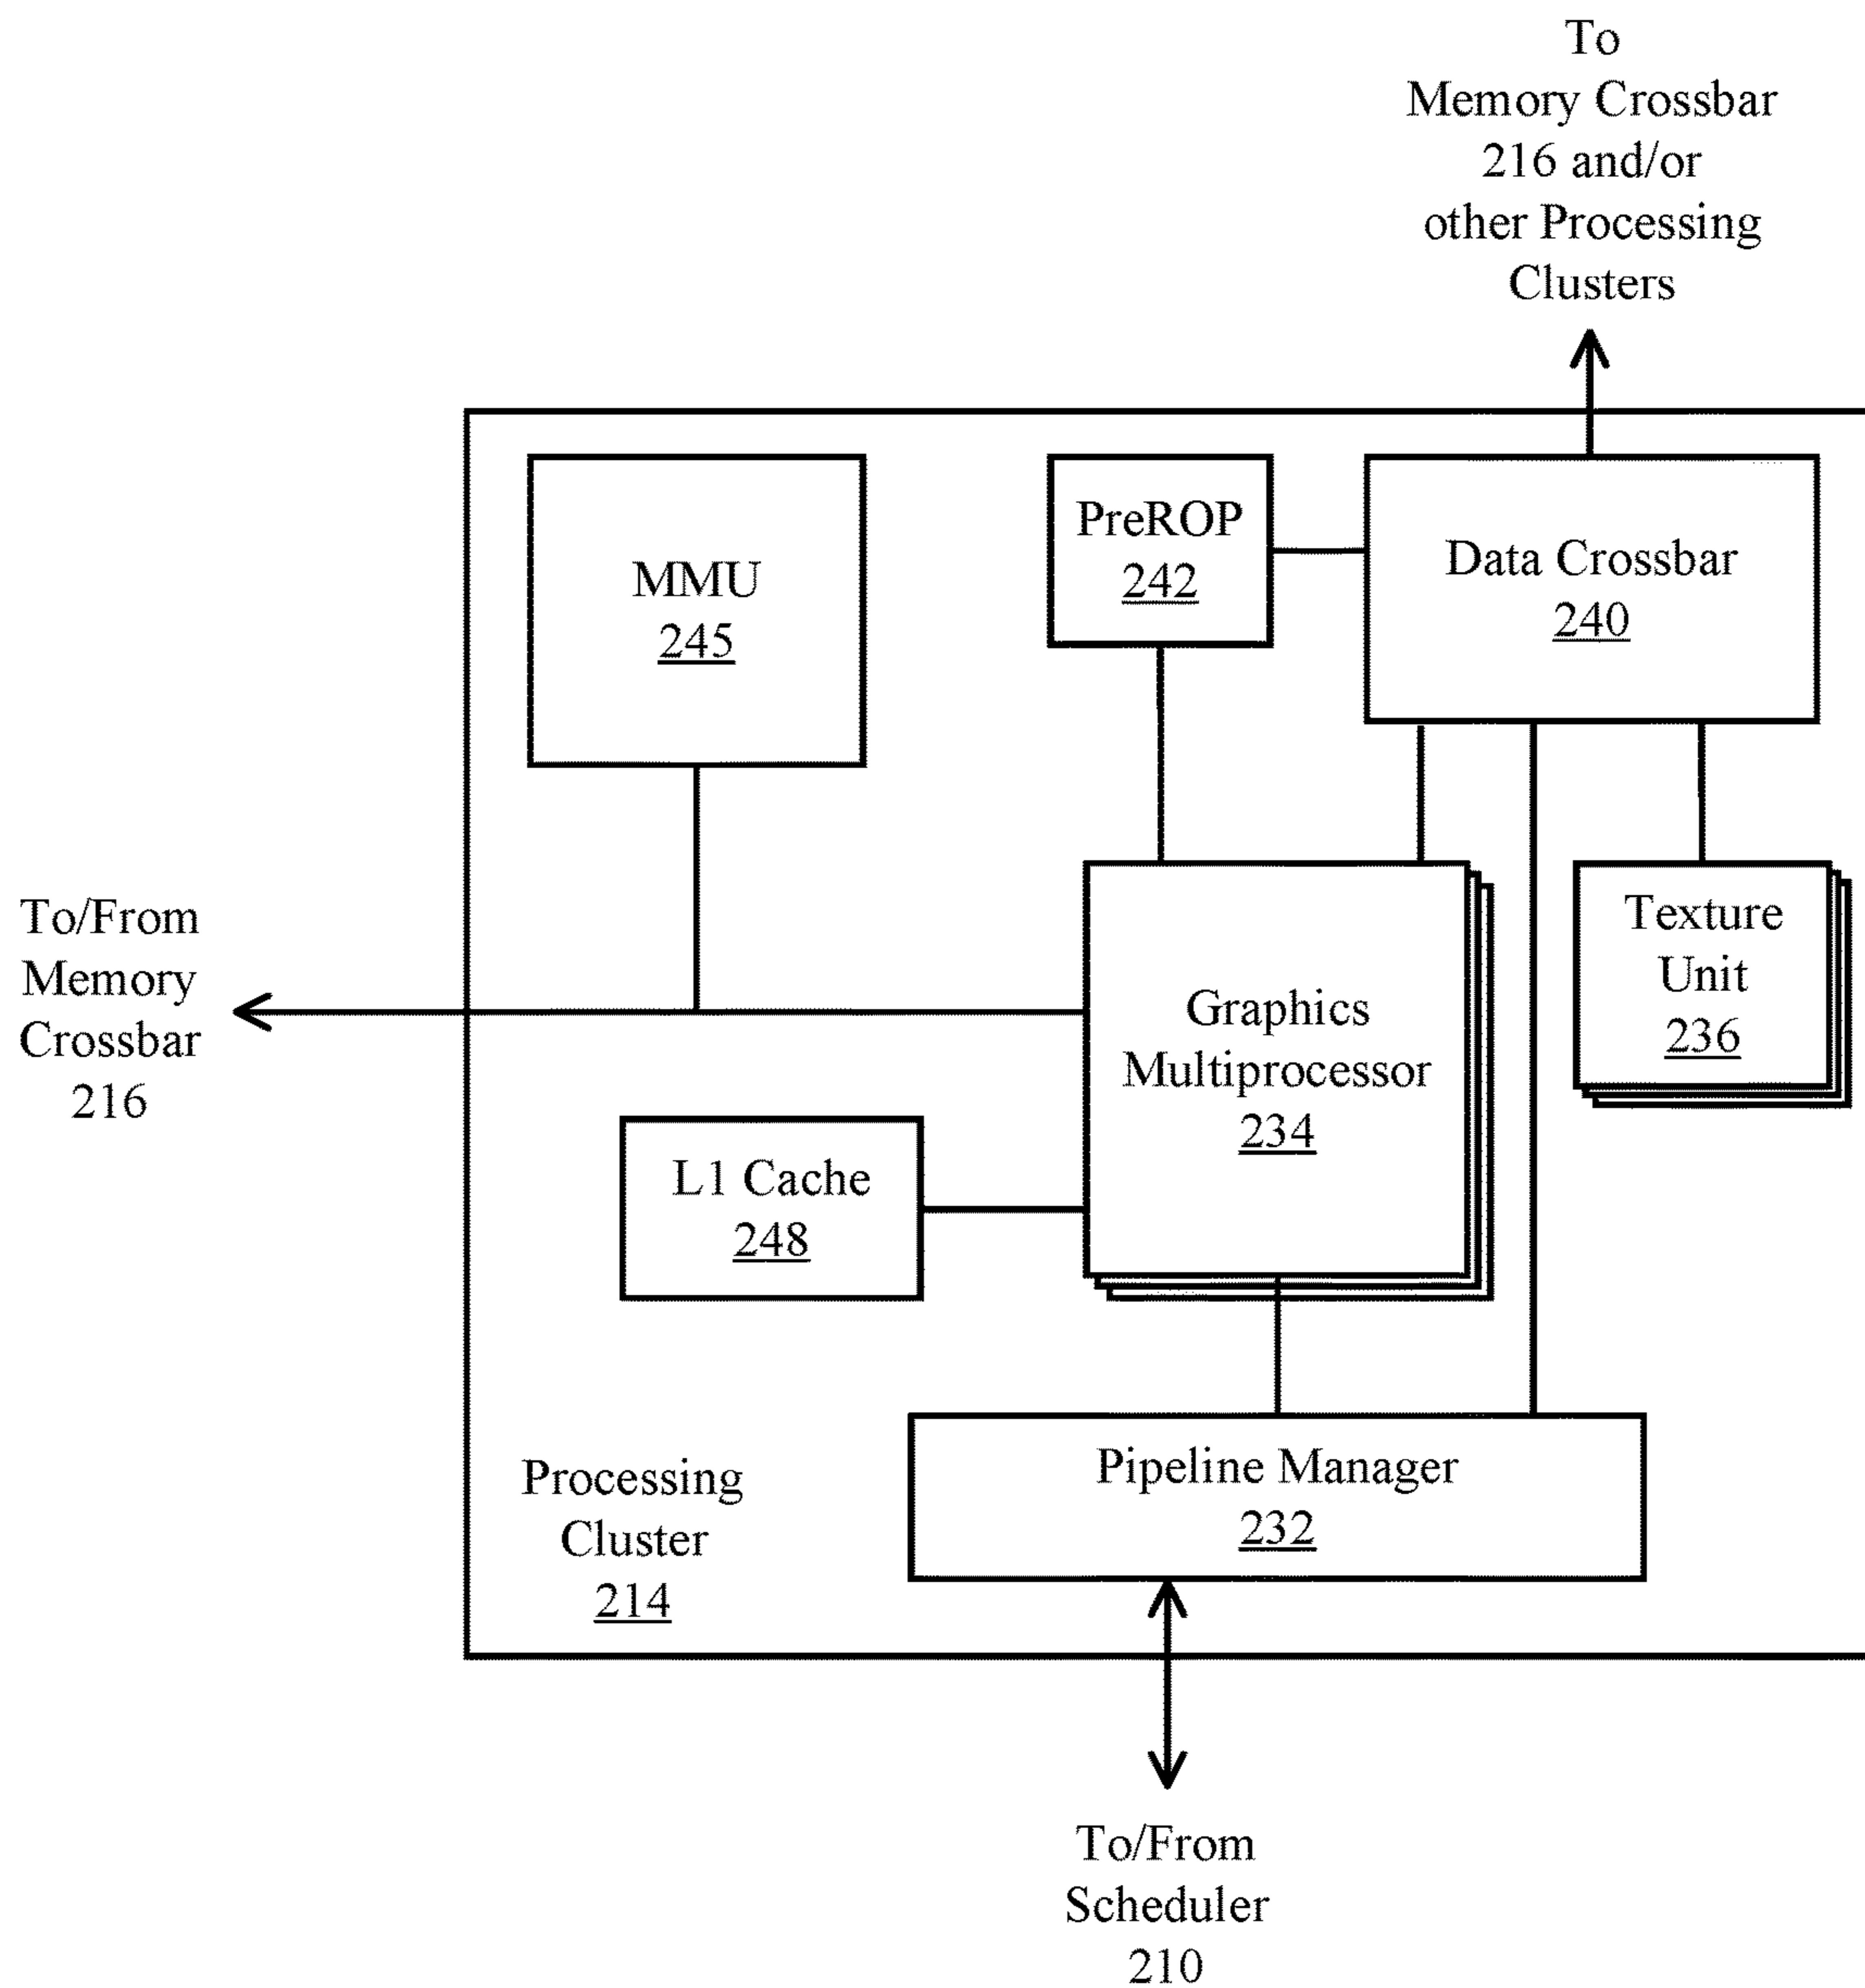 To
Memory Crossbar
216 and/or
other Processing
Clusters
MMU
245
PreROP
242
Data Crossbar
240
To/From
Memory
Crossbar
216
Graphics
Multiprocessor
234
Texture
Unit
236
L1 Cache
248
Processing
Cluster
214
Pipeline Manager
232
To/From
Scheduler
210